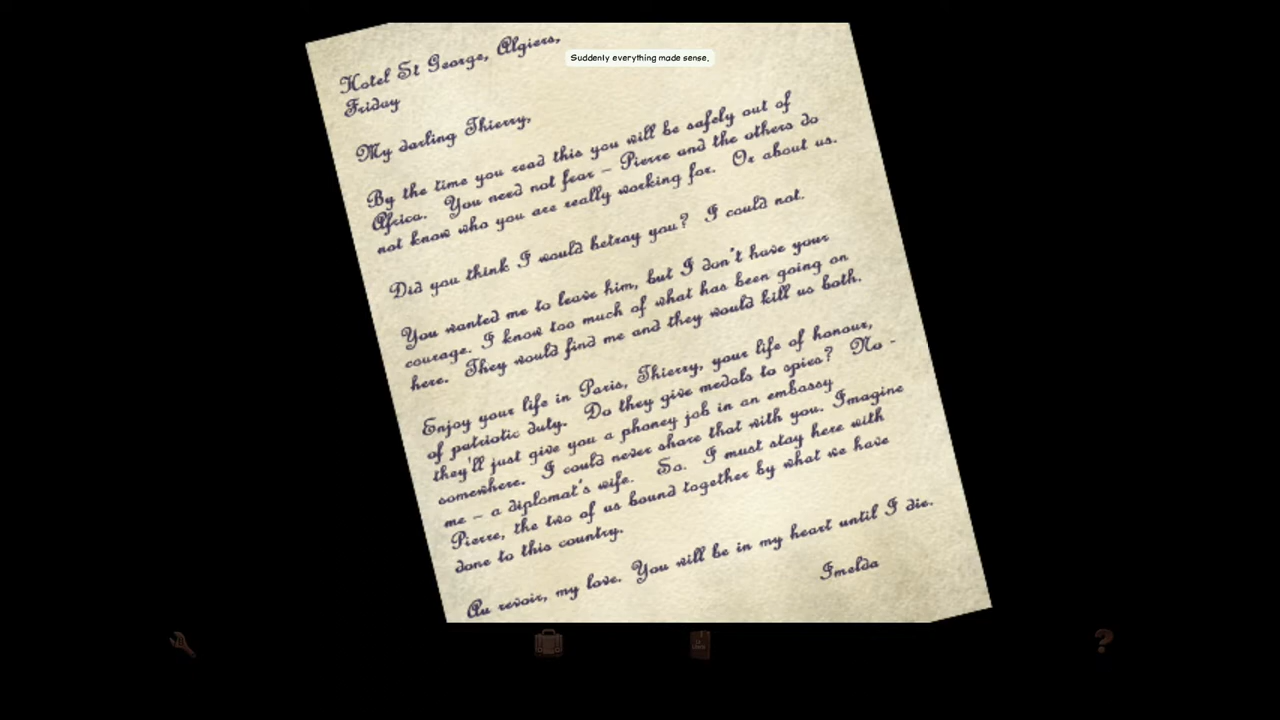 Hotel St George, Algiers,
Suddenly everything made sense.
Friday
My darling Thierry,
By the time you read this you will be safely out of
Africa. You need not fear – Pierre and the others do
not know who you are really working for. Or about us.
Did you think I would betray you? I could not.
You wanted me to leave him, but I don't have your
courage. I know too much of what has been going on
here. They would find me and they would kill us both.
Enjoy your life in Paris, Thierry, your life of honour,
of patriotic duty. Do they give medals to spies? No -
they'll just give you a phoney job in an embassy
somewhere. I could never share that with you. Imagine
me – a diplomat's wife. So. I must stay here with
Pierre, the two of us bound together by what we have
done to this country.
Au revoir, my love. You will be in my heart until I die.
Imelda
?